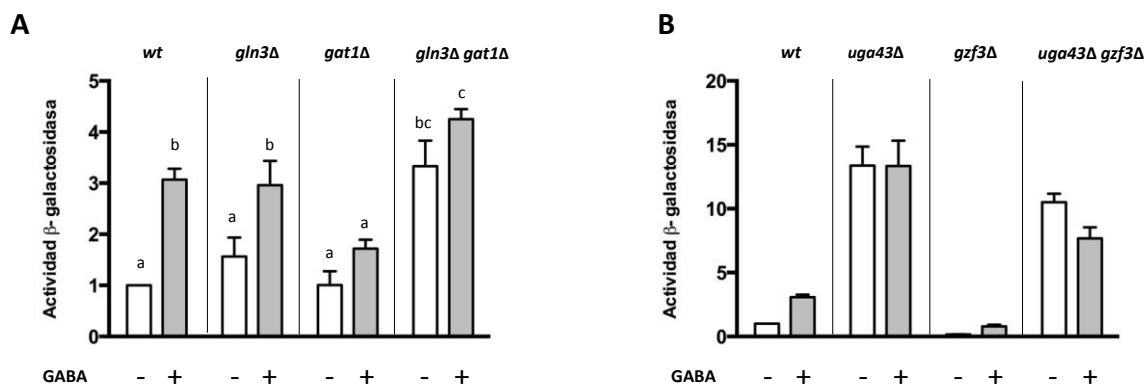 A
wt gln3Δ gat1Δ gln3Δ gat1Δ
Actividad β- galactosidasa
5
4
3
2
1
0
a b a b a a bc c
GABA - + - + - + - +
B
wt uga43Δ gzf3Δ uga43Δ gzf3Δ
Actividad β- galactosidasa
20
15
10
5
0
GABA - + - + - + - +